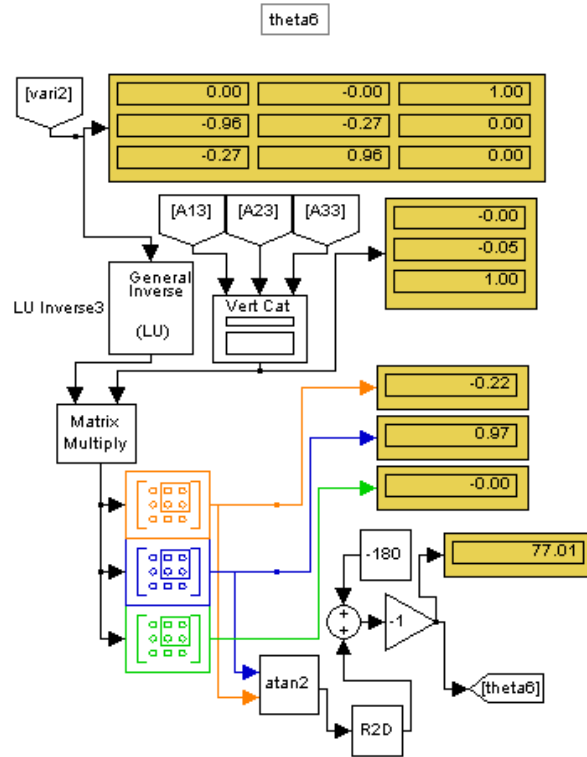 theta6
[vari2]
0.00 -0.00 1.00
-0.96 -0.27 0.00
-0.27 0.96 0.00
[A13] [A23] [A33]
-0.00
-0.05
1.00
General
Inverse
(LU)
LU Inverse3
Vert Cat
Matrix
Multiply
-0.22
0.97
-0.00
-180
77.01
+
+
-1
atan2
[theta6]
R2D